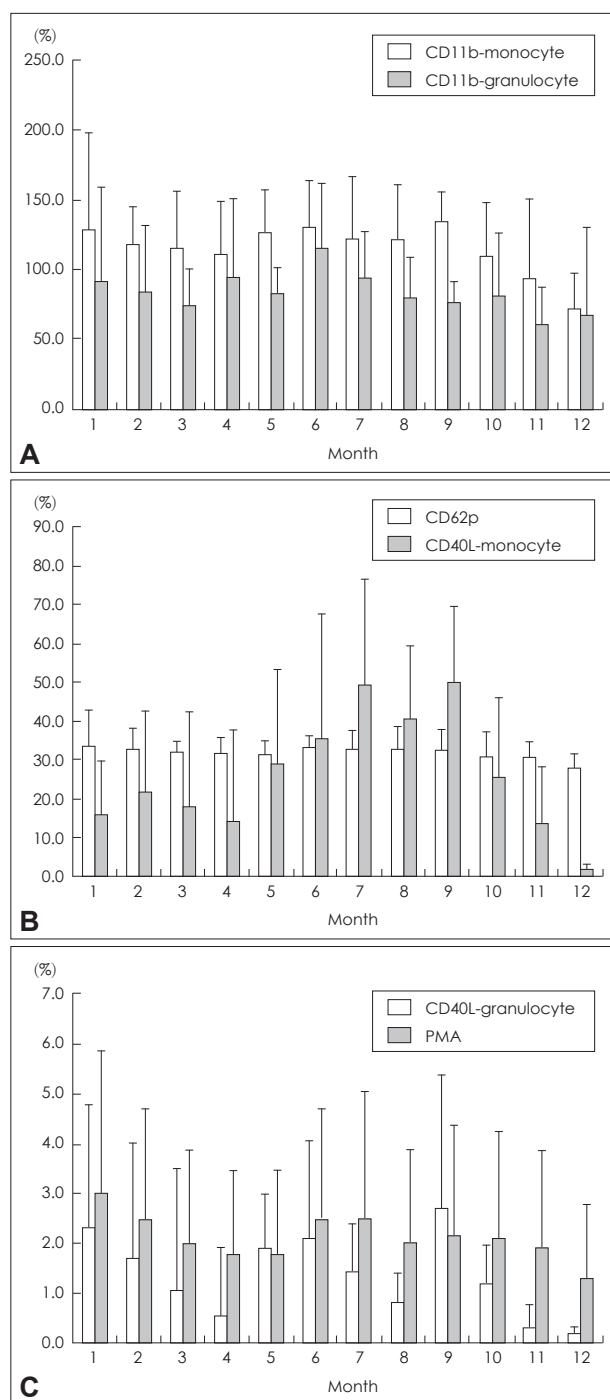 (%)
250.0
200.0
150.0
100.0
50.0
0.0
CD11b-monocyte
CD11b-granulocyte
1 2 3 4 5 6 7 8 9 10 11 12
Month
A
(%)
90.0
80.0
70.0
60.0
50.0
40.0
30.0
20.0
10.0
0.0
CD62p
CD40L-monocyte
1 2 3 4 5 6 7 8 9 10 11 12
Month
B
(%)
7.0
6.0
5.0
4.0
3.0
2.0
1.0
0.0
CD40L-granulocyte
PMA
1 2 3 4 5 6 7 8 9 10 11 12
Month
C